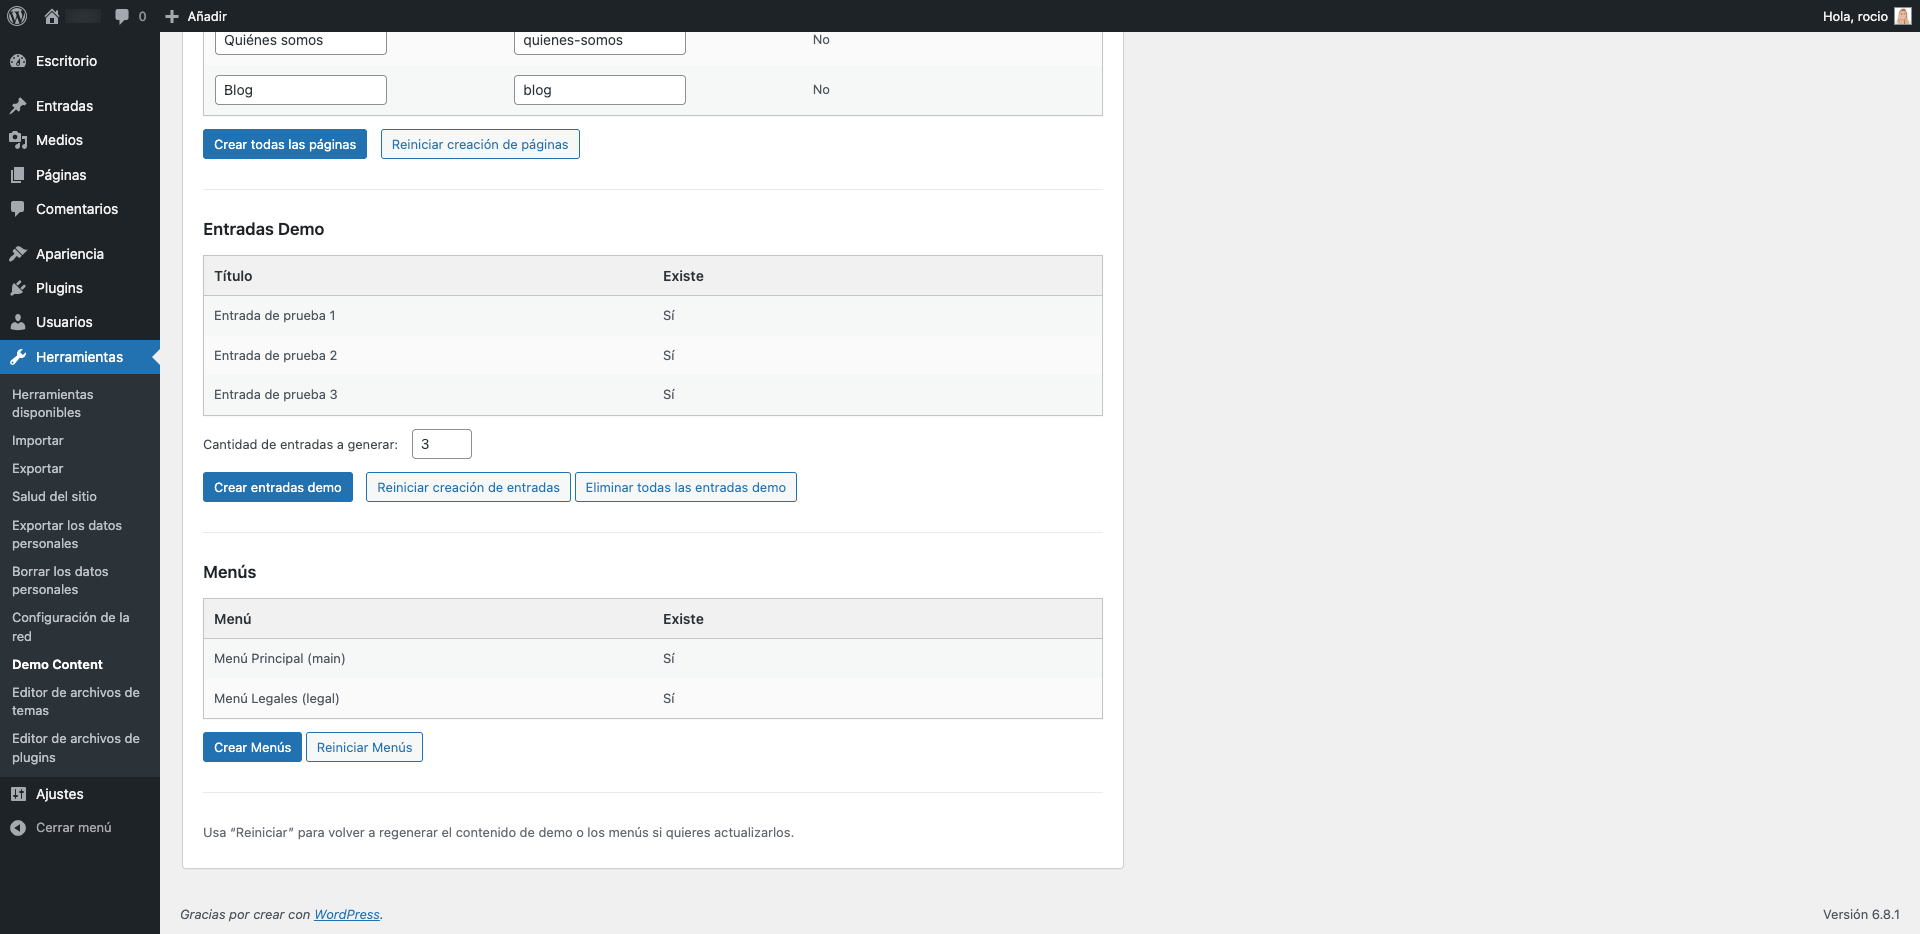 0
Añadir
Hola, rocio
Escritorio
Entradas
Medios
Páginas
Comentarios
Apariencia
Plugins
Usuarios
Herramientas
Herramientas
disponibles
Importar
Exportar
Salud del sitio
Exportar los datos
personales
Borrar los datos
personales
Configuración de la
red
Demo Content
Editor de archivos de
temas
Editor de archivos de
plugins
Ajustes
Cerrar menú
Quiénes somos quienes-somos No
Blog blog No
Crear todas las páginas Reiniciar creación de páginas
Entradas Demo
Título Existe
Entrada de prueba 1 Sí
Entrada de prueba 2 Sí
Entrada de prueba 3 Sí
Cantidad de entradas a generar: 3
Crear entradas demo Reiniciar creación de entradas Eliminar todas las entradas demo
Menús
Menú Existe
Menú Principal (main) Sí
Menú Legales (legal) Sí
Crear Menús Reiniciar Menús
Usa “Reiniciar” para volver a regenerar el contenido de demo o los menús si quieres actualizarlos.
Gracias por crear con WordPress.
Versión 6.8.1